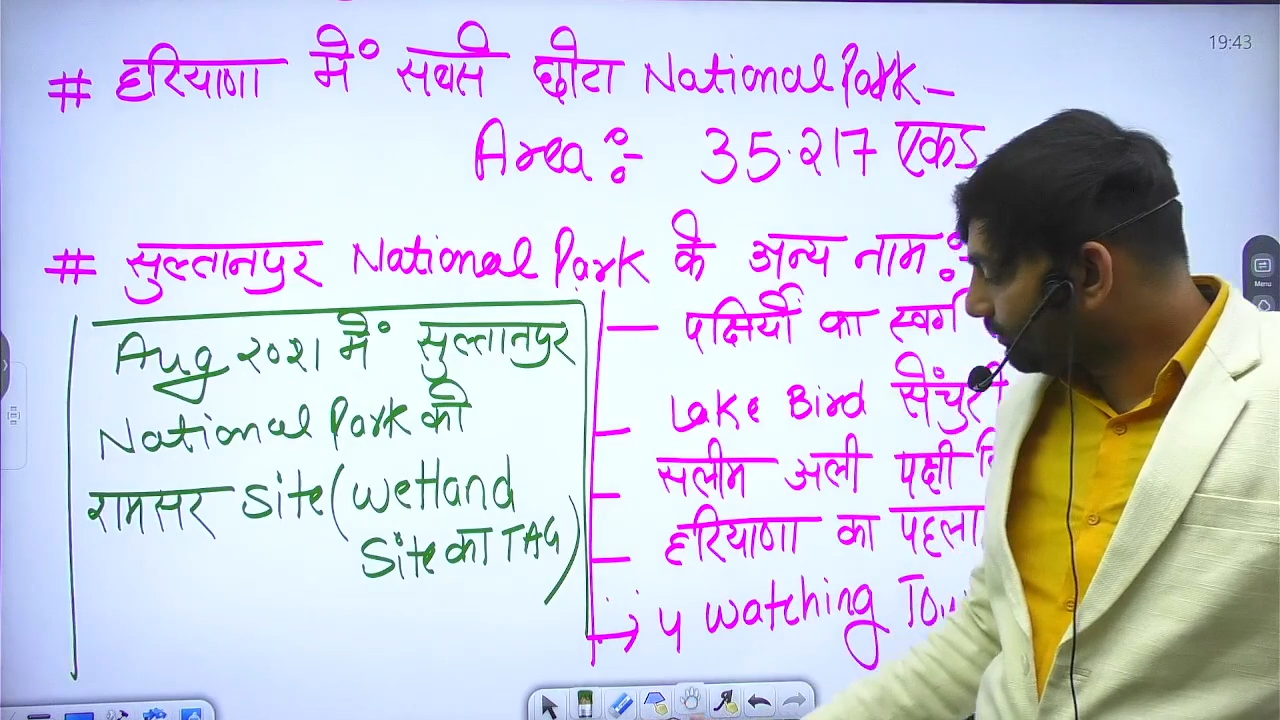 19:43
# हरियाणा में सबसे छोटा National Park-
Area :- 35.217 एकड
# सुल्तानपुर National Park के अन्य नाम :-
Aug 2021 में सुल्तानपुर
National Park को
रामसर Site (Wetland
Site का TAG)
— पक्षियों का स्वर्ग
— Lake Bird सेंचुरी
— सलीम अली पक्षी
— हरियाणा का पहला
→ 4 Watching
Menu